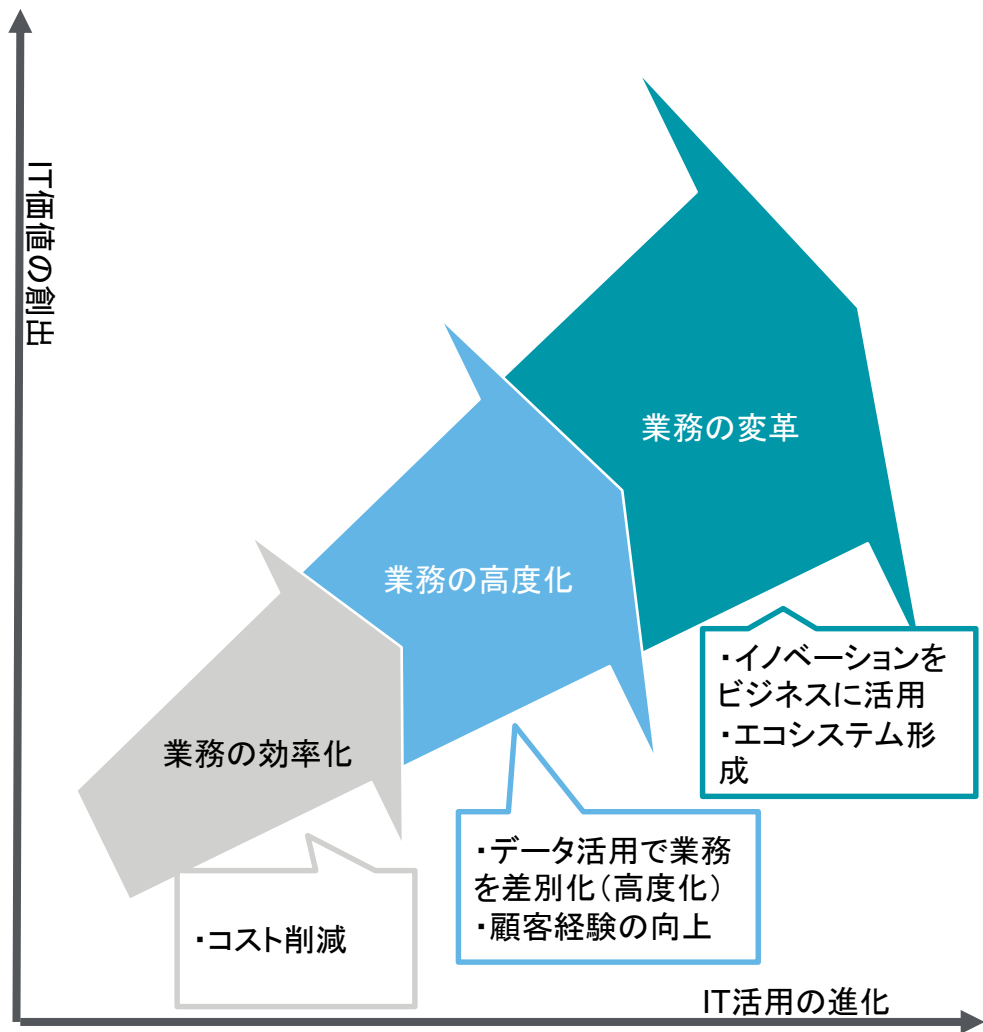 IT価値の創出
業務の変革
業務の高度化
業務の効率化
・イノベーションを
ビジネスに活用
・エコシステム形
成
・データ活用で業務
を差別化（高度化）
・顧客経験の向上
・コスト削減
IT活用の進化